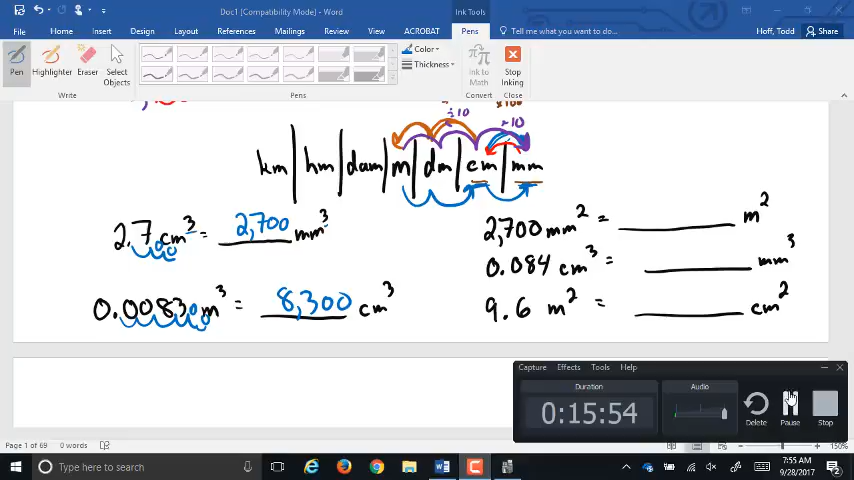 Doc1 [Compatibility Mode] - Word
Ink Tools
Hoff, Todd
File Home Insert Design Layout References Mailings Review View ACROBAT Pens Tell me what you want to do... Share
Pen Highlighter Eraser Select Objects
Color
Thickness
Ink to Math
Stop Inking
Write Pens Convert Close
÷10 ×100
×10
km hm dam m dm cm mm
2.7 cm³ = 2,700 mm³
0.0083 m³ = 8,300 cm³
2,700 mm² = ________ m²
0.084 cm³ = ________ mm³
9.6 m² = ________ cm²
Capture Effects Tools Help
Duration Audio
0:15:54
Delete Pause Stop
Page 1 of 69 0 words 150%
Type here to search
7:55 AM
9/28/2017
2